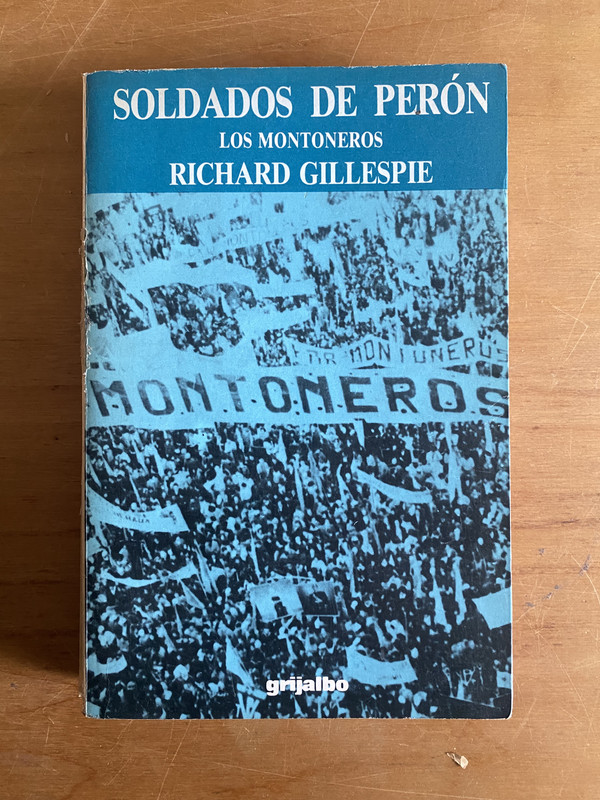 SOLDADOS DE PERÓN
LOS MONTONEROS
RICHARD GILLESPIE
MONTONEROS
MONTONEROS
grijalbo